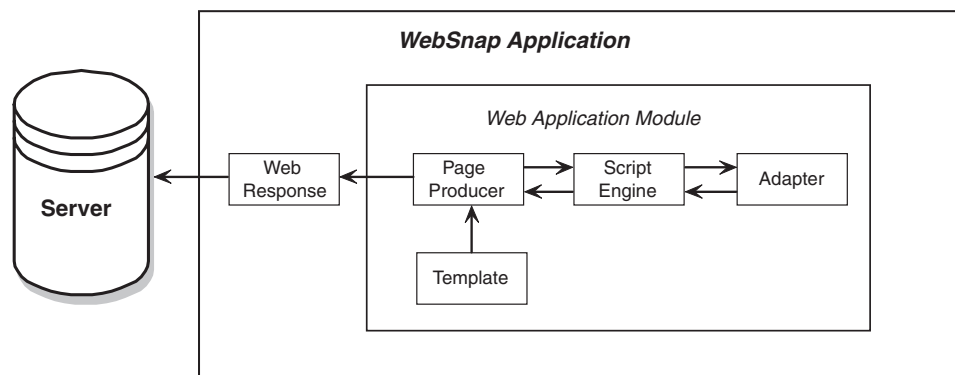 WebSnap Application
Web Application Module
Server
Web
Response
Page
Producer
Script
Engine
Adapter
Template